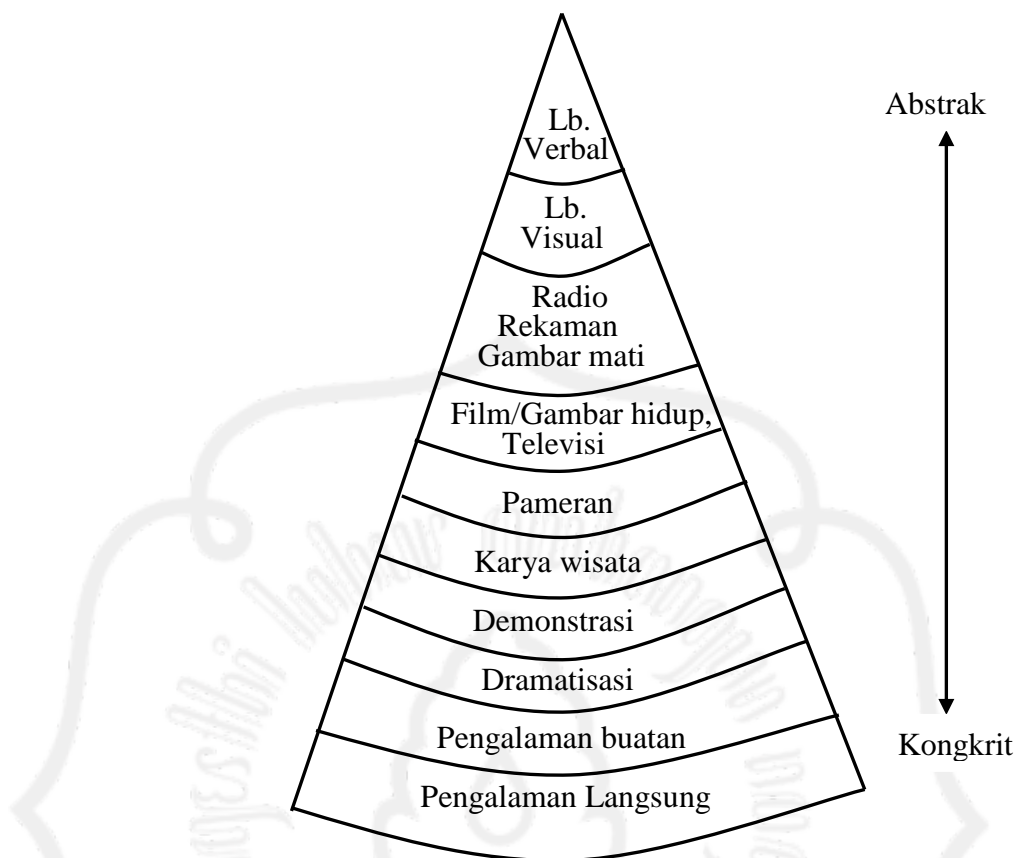 Abstrak
Lb.
Verbal
Lb.
Visual
Radio
Rekaman
Gambar mati
Film/Gambar hidup,
Televisi
Pameran
Karya wisata
Demonstrasi
Dramatisasi
Pengalaman buatan
Kongkrit
Pengalaman Langsung